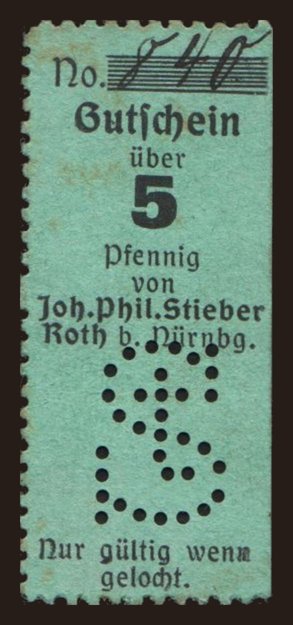 No. 840
Gutschein
über
5
Pfennig
von
Joh. Phil. Stieber
Roth b. Nürnbg.
Nur gültig wenn
gelocht.